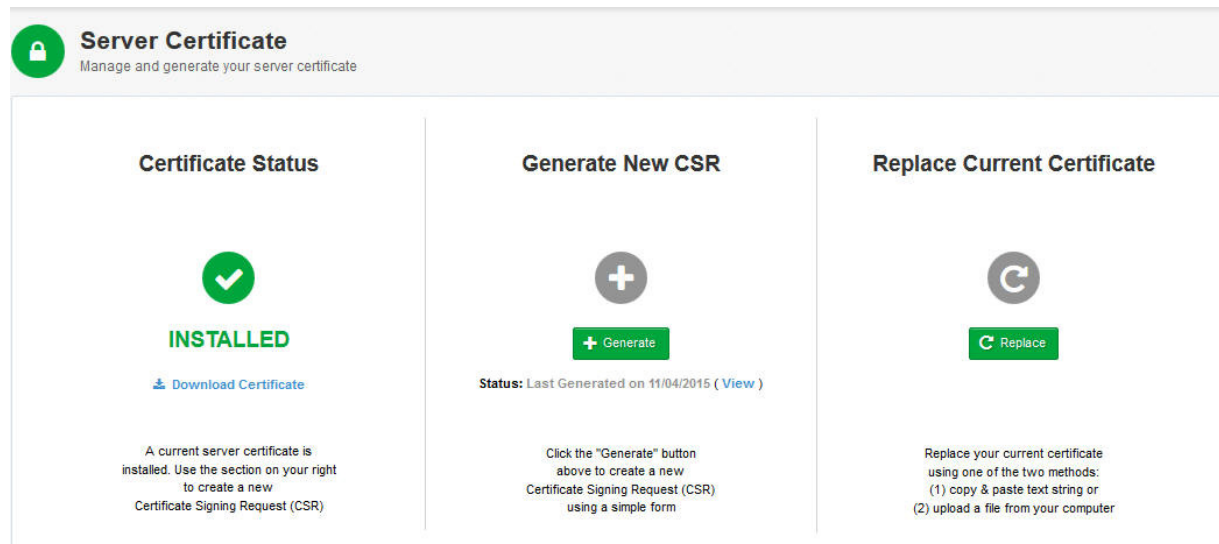 Server Certificate
Manage and generate your server certificate
Certificate Status
INSTALLED
Download Certificate
A current server certificate is
installed. Use the section on your right
to create a new
Certificate Signing Request (CSR)
Generate New CSR
Generate
Status: Last Generated on 11/04/2015 ( View )
Click the "Generate" button
above to create a new
Certificate Signing Request (CSR)
using a simple form
Replace Current Certificate
Replace
Replace your current certificate
using one of the two methods:
(1) copy & paste text string or
(2) upload a file from your computer